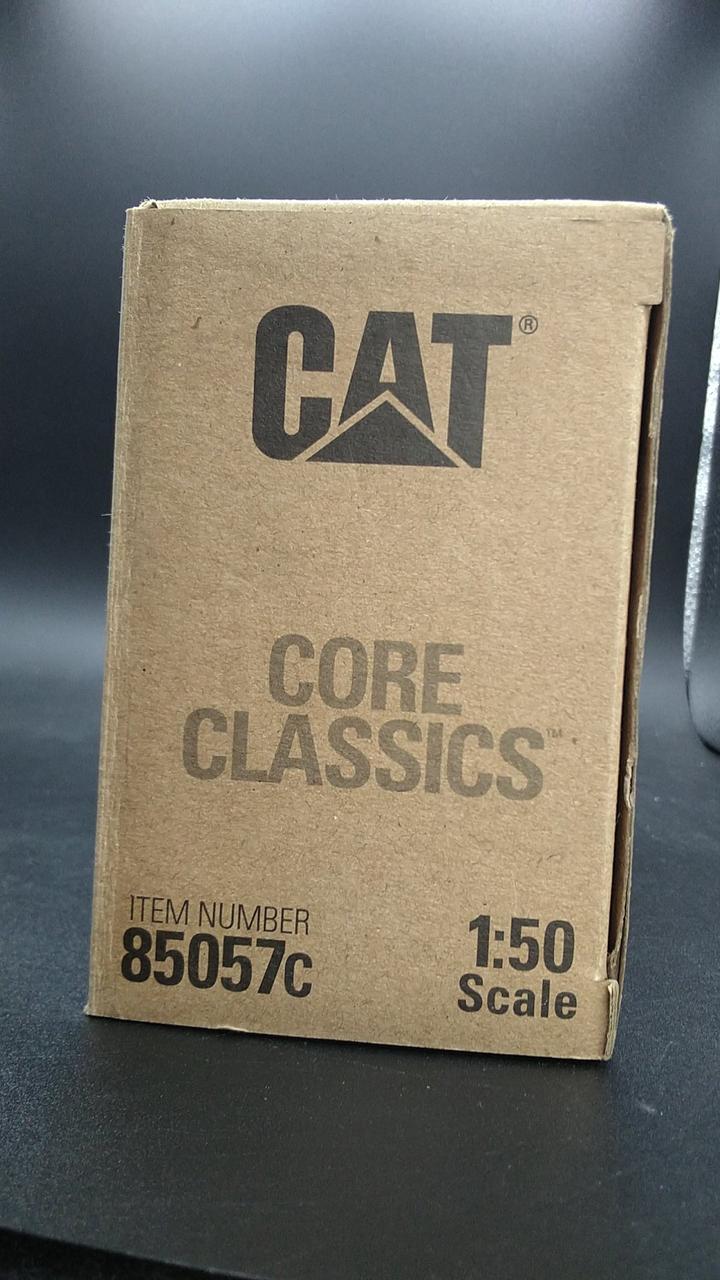 CAT®
CORE
CLASSICS™
ITEM NUMBER
85057C
1:50
Scale